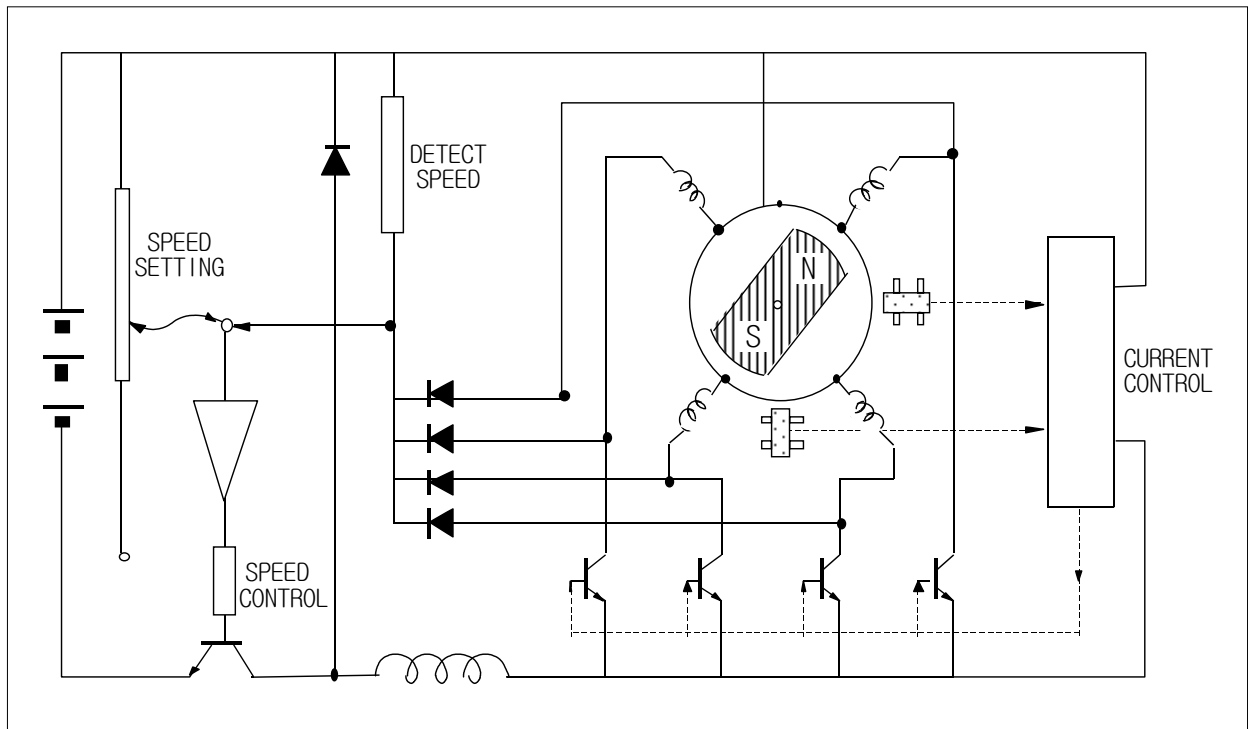 DETECT
SPEED
SPEED
SETTING
N
S
CURRENT
CONTROL
SPEED
CONTROL